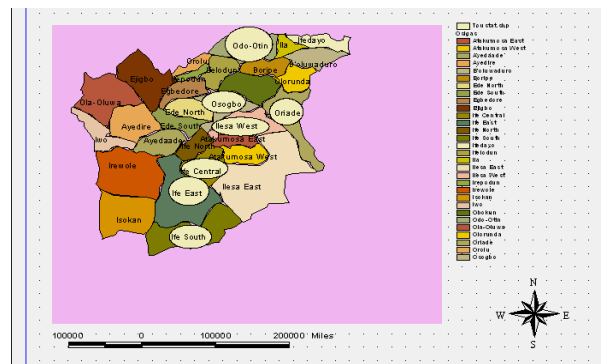 Odo-Otin
Ila
Ifedayo
Orolu
Ifelodun
Boripe
B'oluwaduro
Ejigbo
Irepodun
Olorunda
Egbedore
Ola-Oluwa
Ede North
Osogbo
Oriade
Ayedire
Ede South
Ilesa West
Iwo
Ayedaade
Ife North
Atakumosa East
Atakumosa West
Irewole
Ife Central
Ilesa East
Ife East
Isokan
Ife South
100000 0 100000 200000 Miles
N
W E
S
Atakumosa East
Atakumosa West
Ayedaade
Ayedire
B'oluwaduro
Boripe
Ede North
Ede South
Egbedore
Ejigbo
Ife Central
Ife East
Ife North
Ife South
Ifedayo
Ifelodun
Ila
Ilesa East
Ilesa West
Irepodun
Irewole
Isokan
Iwo
Obokun
Odo-Otin
Ola-Oluwa
Olorunda
Oriade
Orolu
Osogbo